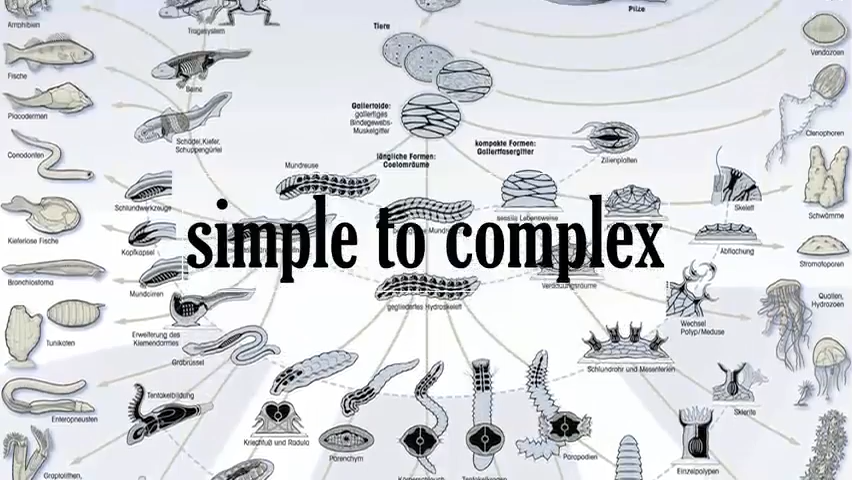 Pilze
Amphibien
Tragesystem
Tiere
Vendozoen
Fische
Beine
Placodermen
Gallertoide:
gallertiges
Bindegewebs-
Muskelgitter
Schädel, Kiefer,
Schuppengürtel
kompakte Formen:
Gallertfasergitter
Ctenophoren
Conodonten
längliche Formen:
Coelomräume
Zilienplatten
Mundreuse
Schlundwerkzeuge
Skelett
Schwämme
sessile Lebensweise
simple to complex
Kieferlose Fische
Kopfkapsel
Abflachung
Stromatoporen
Branchiostoma
Mundcirren
Verdauungsräume
gegliedertes Hydroskelett
Quallen,
Hydrozoen
Wechsel
Polyp/Meduse
Tunikaten
Erweiterung des
Kiemendarmes
Grabrüssel
Schlundrohr und Mesenterien
Tentakelbildung
Enteropneusten
Kriechfuß und Radula
Parenchym
Parapodien
Sklerite
Einzelpolypen
Graptolithen,